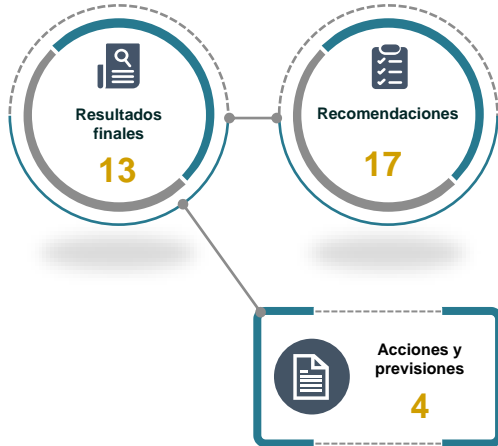 Resultados
finales
13
Recomendaciones
17
Acciones y
previsiones
4